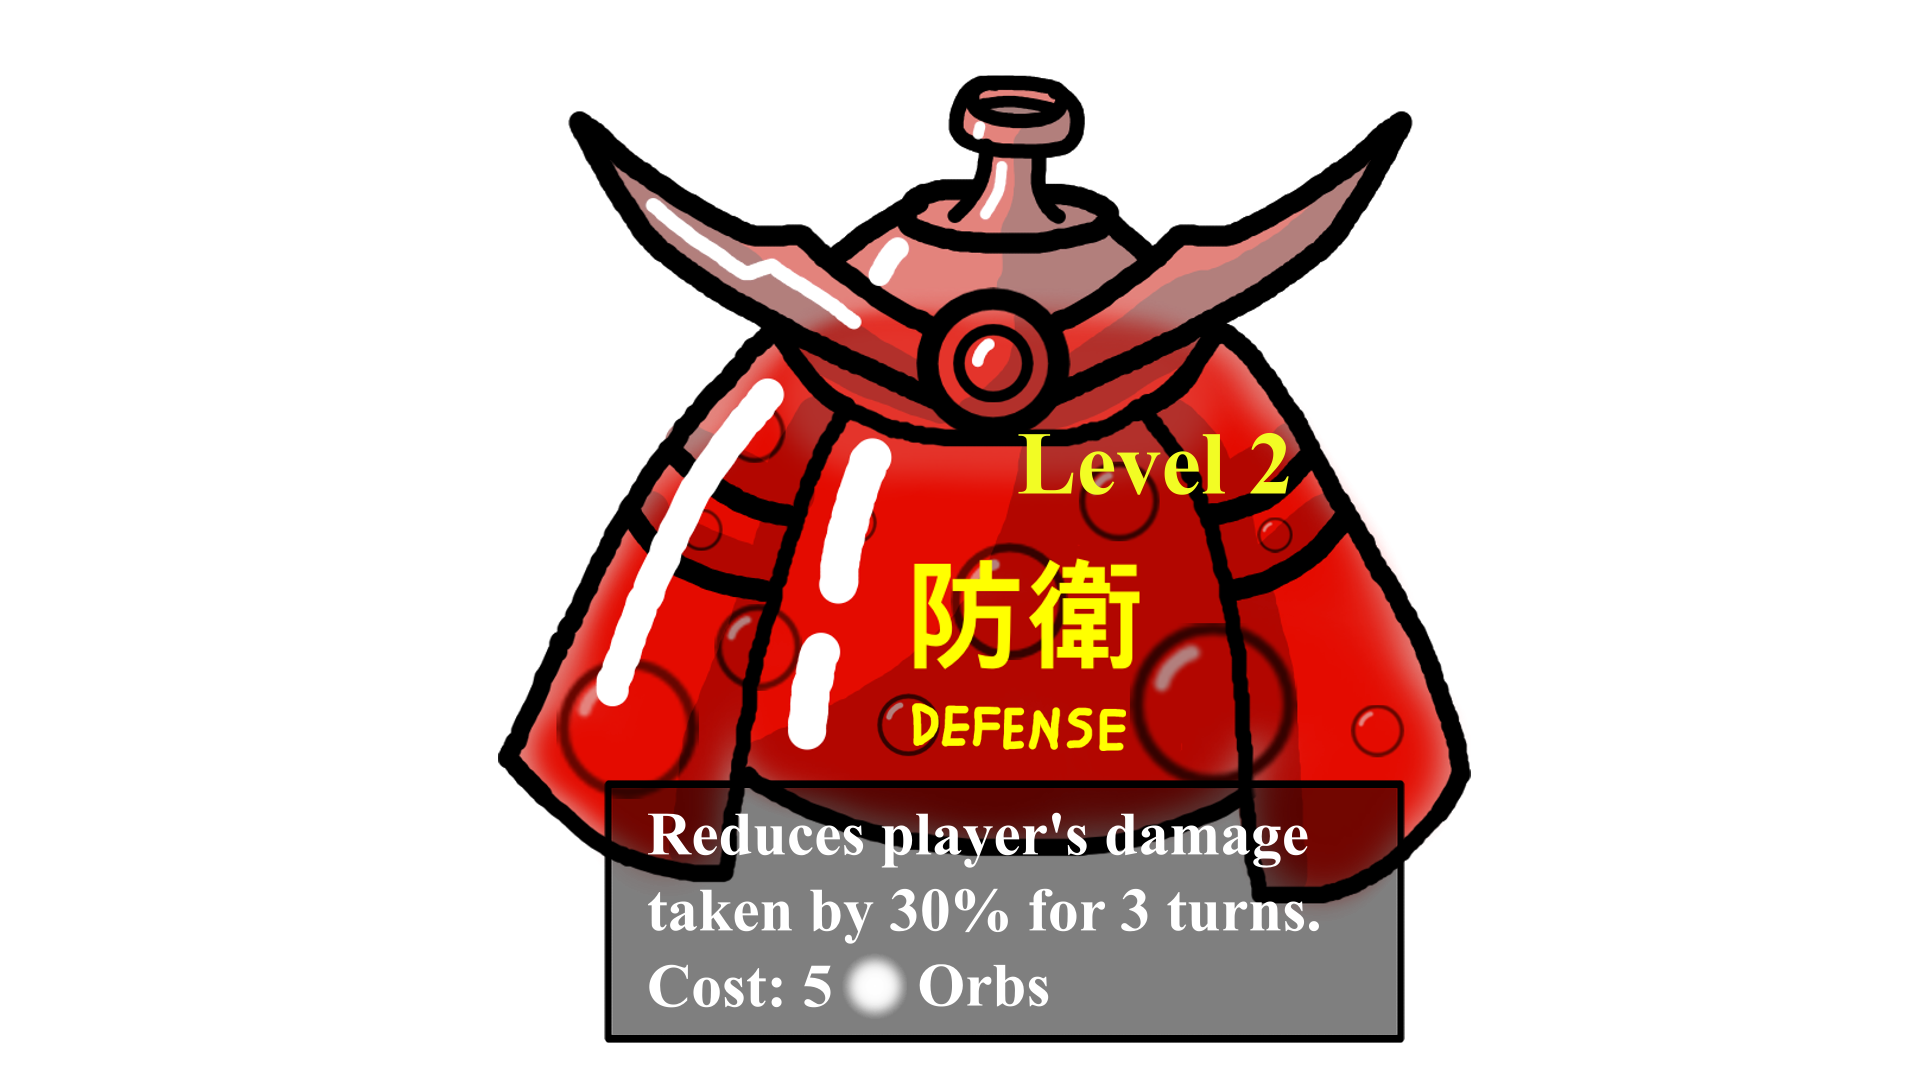 Level 2
防衛
DEFENSE
Reduces player's damage
taken by 30% for 3 turns.
Cost: 5 Orbs